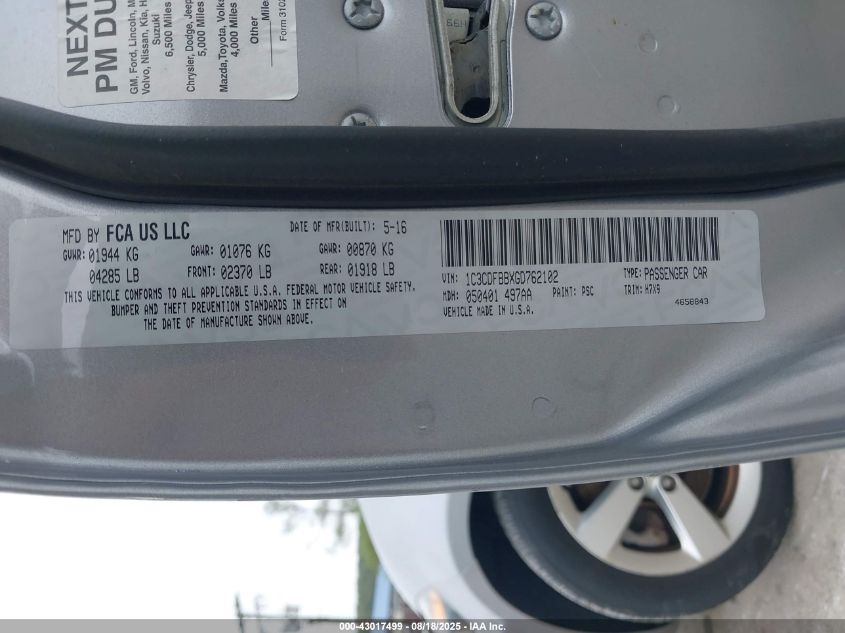 NEXT
PM DU
GM, Ford, Lincoln, M
Volvo, Nissan, Kia, H
Suzuki
6,500 Miles
Chrysler, Dodge, Jeep
5,000 Miles
Mazda, Toyota, Volks
4,000 Miles
Other
Miles
Form 3102
MFD BY FCA US LLC
DATE OF MFR(BUILT): 5-16
GVWR: 01944 KG
GAWR: 01076 KG
GAWR: 00870 KG
04285 LB
FRONT: 02370 LB
REAR: 01918 LB
THIS VEHICLE CONFORMS TO ALL APPLICABLE U.S.A. FEDERAL MOTOR VEHICLE SAFETY,
BUMPER AND THEFT PREVENTION STANDARDS IN EFFECT ON
THE DATE OF MANUFACTURE SHOWN ABOVE.
VIN: 1C3CDFBBXGD762102
TYPE: PASSENGER CAR
MDH: 050401 497AA
PAINT: PSC
TRIM: H7X9
VEHICLE MADE IN U.S.A.
4658843
000-43017499 - 08/18/2025 - IAA Inc.